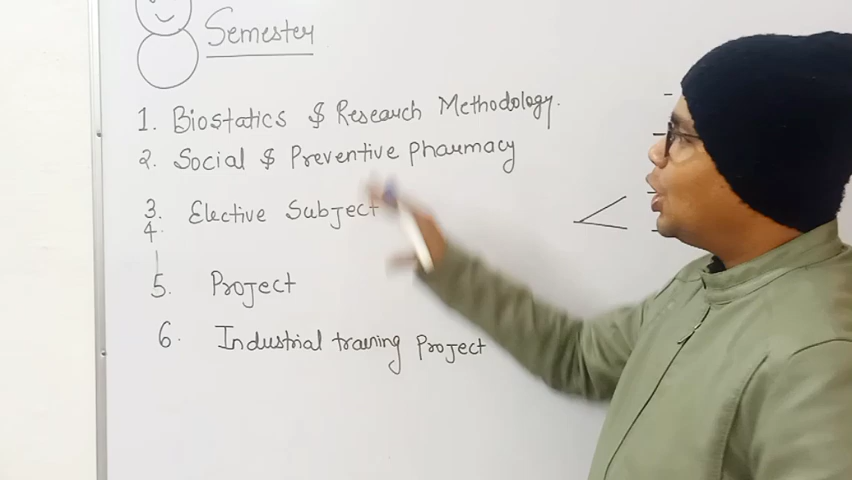 Semester
1. Biostatics & Research Methodology.
2. Social & Preventive Pharmacy
3. Elective Subject
4.
5. Project
6. Industrial training Project